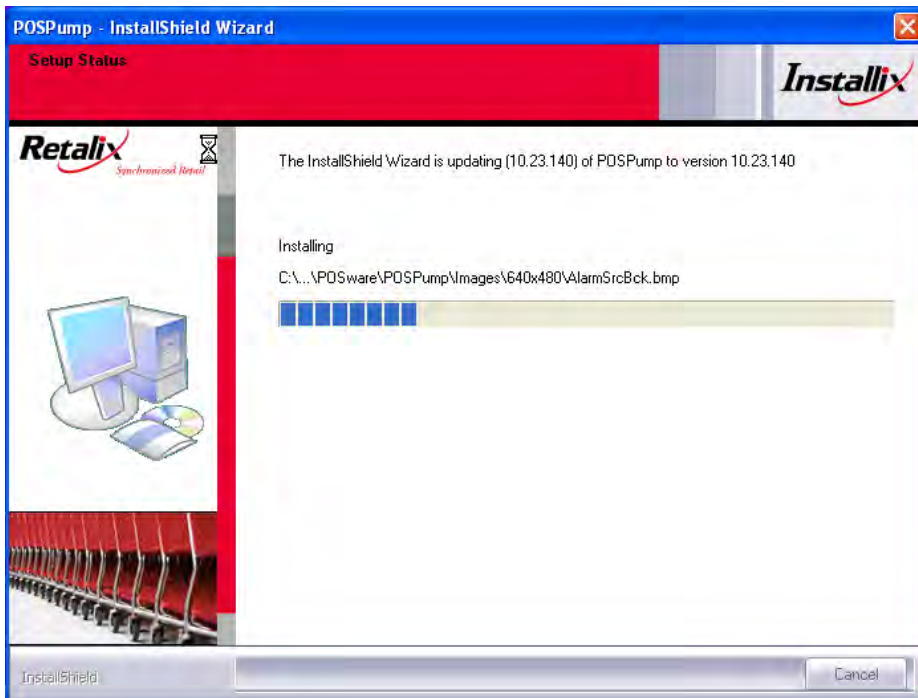 POSPump - InstallShield Wizard
Setup Status
Installix
Retalix
Synchronized Retail
The InstallShield Wizard is updating (10.23.140) of POSPump to version 10.23.140
Installing
C:\...\POSware\POSPump\Images\640x480\AlarmSrcBck.bmp
InstallShield
Cancel